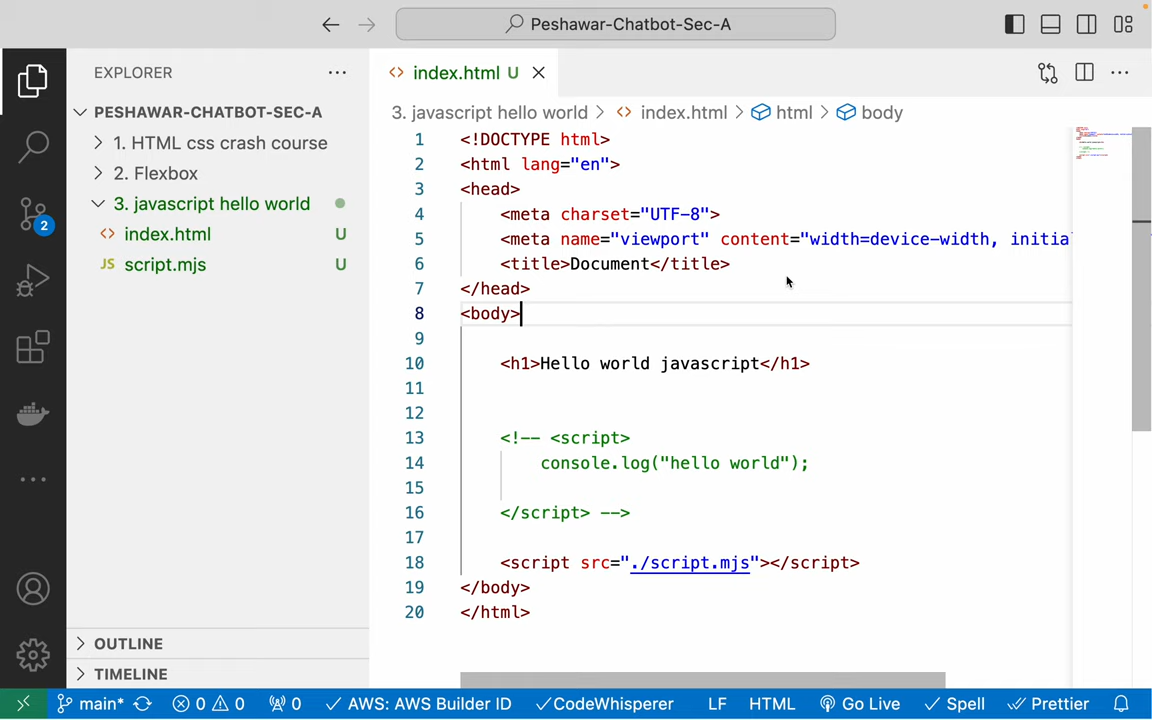 Peshawar-Chatbot-Sec-A
EXPLORER
PESHAWAR-CHATBOT-SEC-A
1. HTML css crash course
2. Flexbox
3. javascript hello world
index.html U
JS script.mjs U
2
OUTLINE
TIMELINE
index.html U
3. javascript hello world > index.html > html > body
1 <!DOCTYPE html>
2 <html lang="en">
3 <head>
4 <meta charset="UTF-8">
5 <meta name="viewport" content="width=device-width, initia
6 <title>Document</title>
7 </head>
8 <body>
9
10 <h1>Hello world javascript</h1>
11
12
13 <!-- <script>
14 console.log("hello world");
15
16 </script> -->
17
18 <script src="./script.mjs"></script>
19 </body>
20 </html>
main* 0 0 0 AWS: AWS Builder ID CodeWhisperer LF HTML Go Live Spell Prettier